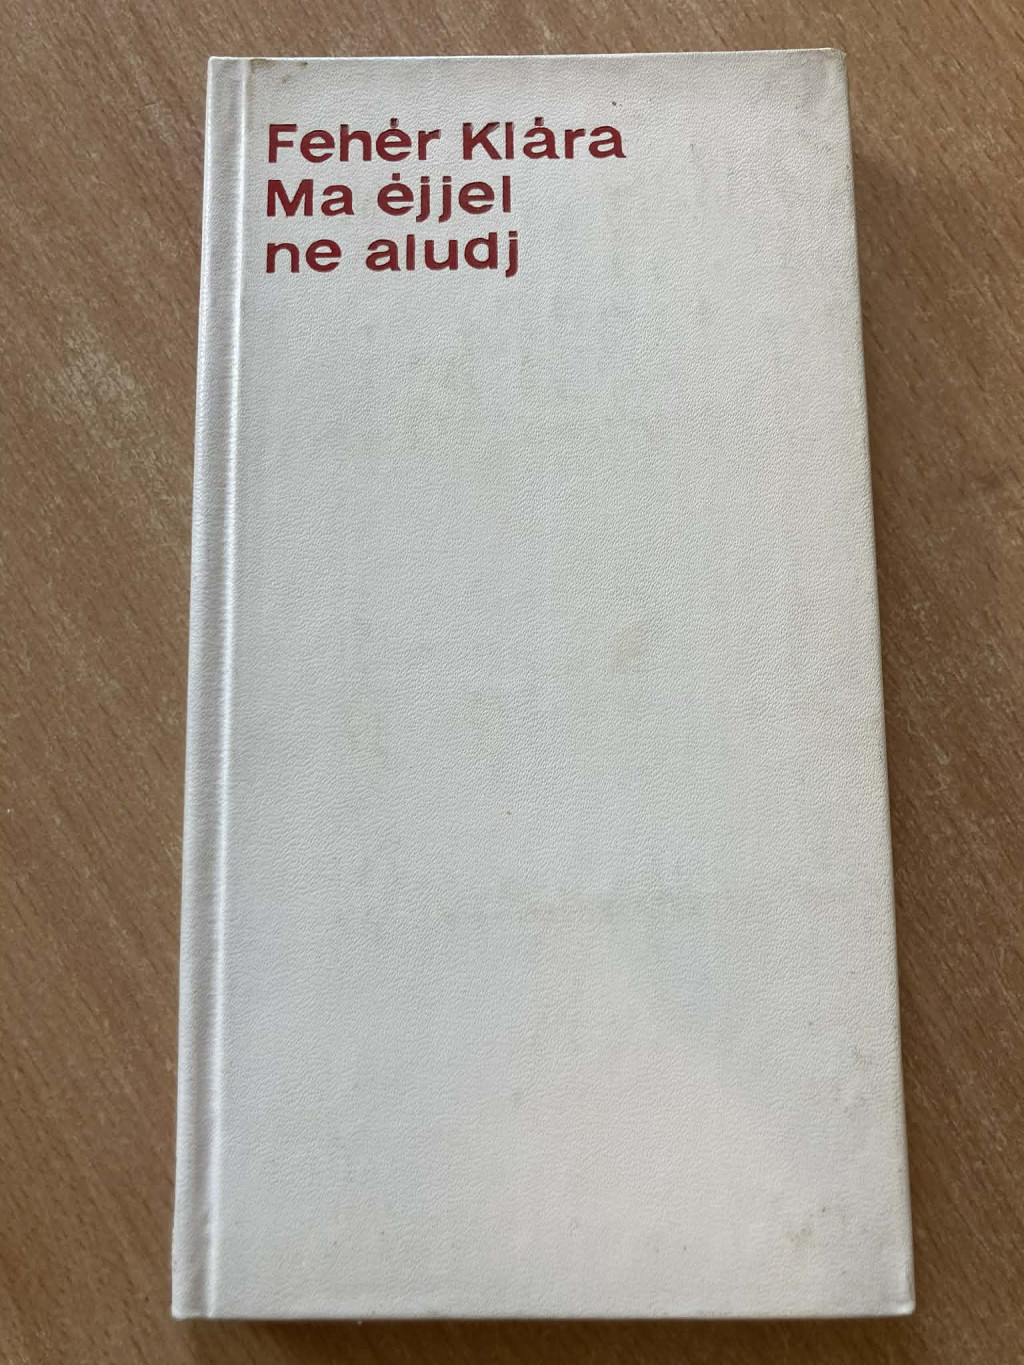 Fehér Klára
Ma éjjel
ne aludj